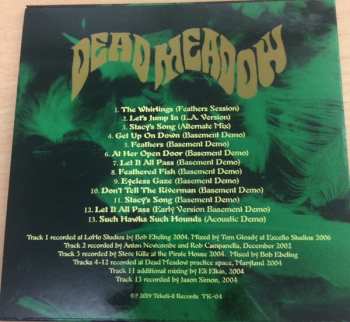 DEAD MEADOW
1. The Whirlings (Feathers Session)
2. Let's Jump In (L.A. Version)
3. Stacy's Song (Alternate Mix)
4. Get Up On Down (Basement Demo)
5. Feathers (Basement Demo)
6. At Her Open Door (Basement Demo)
7. Let It All Pass (Basement Demo)
8. Feathered Fish (Basement Demo)
9. Eyeless Gaze (Basement Demo)
10. Don't Tell The Riverman (Basement Demo)
11. Stacy's Song (Basement Demo)
12. Let It All Pass (Early Version Basement Demo)
13. Such Hawks Such Hounds (Acoustic Demo)
Track 1 recorded at LoHo Studios by Bob Ebeling 2004. Mixed by Tom Glendy at Excello Studios 2006
Track 2 recorded by Anton Newcombe and Rob Campanella, December 2002
Track 3 recorded by Steve Kille at the Pirate House 2004. Mixed by Bob Ebeling
Tracks 4-12 recorded at Dead Meadow practice space, Maryland 2004
Track 11 additional mixing by Eli Elkin, 2004
Track 13 recorded by Jason Simon, 2004
©℗ 2019 Tekeli-li Records TK-04